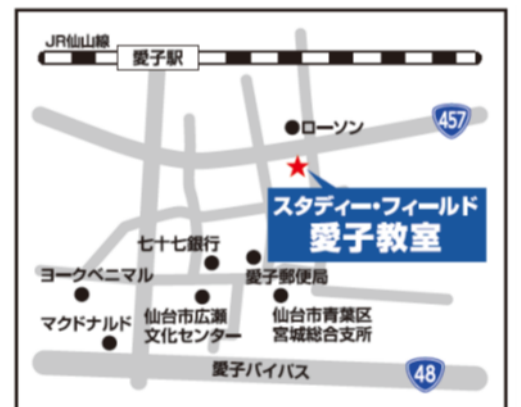 JR仙山線
愛子駅
457
ローソン
スタディー・フィールド
愛子教室
七十七銀行
愛子郵便局
ヨークベニマル
仙台市広瀬
文化センター
仙台市青葉区
宮城総合支所
マクドナルド
愛子バイパス
48